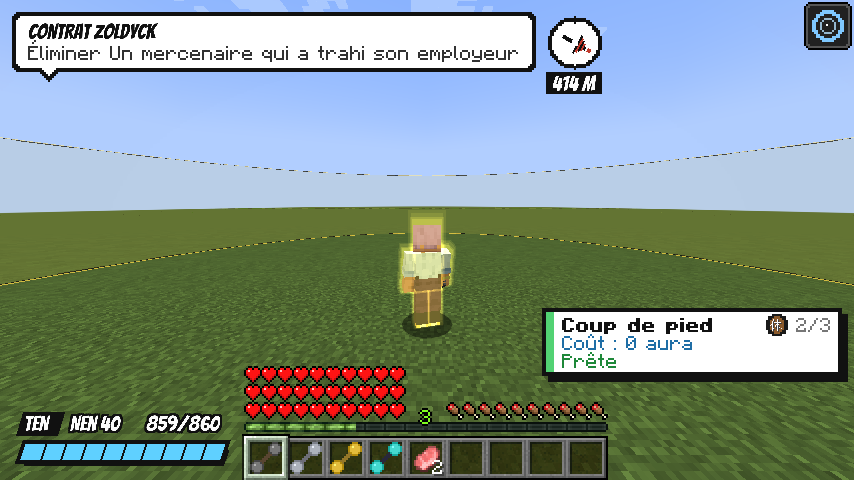 CONTRAT ZOLDYCK
Éliminer Un mercenaire qui a trahi son employeur
414 M
Coup de pied
休 2/3
Coût : 0 aura
Prête
3
TEN NEN 40 859/860
2